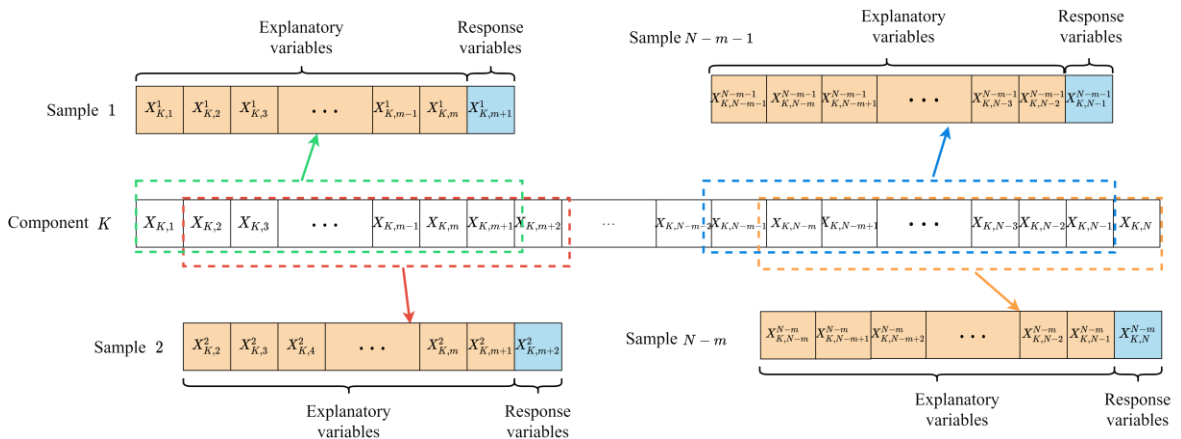 Explanatory
variables
Response
variables
Sample 1
X^1_{K,1} X^1_{K,2} X^1_{K,3} ... X^1_{K,m-1} X^1_{K,m} X^1_{K,m+1}
Sample N-m-1
Explanatory
variables
Response
variables
X^{N-m-1}_{K,N-m-1} X^{N-m-1}_{K,N-m} X^{N-m-1}_{K,N-m+1} ... X^{N-m-1}_{K,N-3} X^{N-m-1}_{K,N-2} X^{N-m-1}_{K,N-1}
Component K
X_{K,1} X_{K,2} X_{K,3} ... X_{K,m-1} X_{K,m} X_{K,m+1} X_{K,m+2} ... X_{K,N-m-2} X_{K,N-m-1} X_{K,N-m} X_{K,N-m+1} ... X_{K,N-3} X_{K,N-2} X_{K,N-1} X_{K,N}
Sample 2
X^2_{K,2} X^2_{K,3} X^2_{K,4} ... X^2_{K,m} X^2_{K,m+1} X^2_{K,m+2}
Explanatory
variables
Response
variables
Sample N-m
X^{N-m}_{K,N-m} X^{N-m}_{K,N-m+1} X^{N-m}_{K,N-m+2} ... X^{N-m}_{K,N-2} X^{N-m}_{K,N-1} X^{N-m}_{K,N}
Explanatory
variables
Response
variables